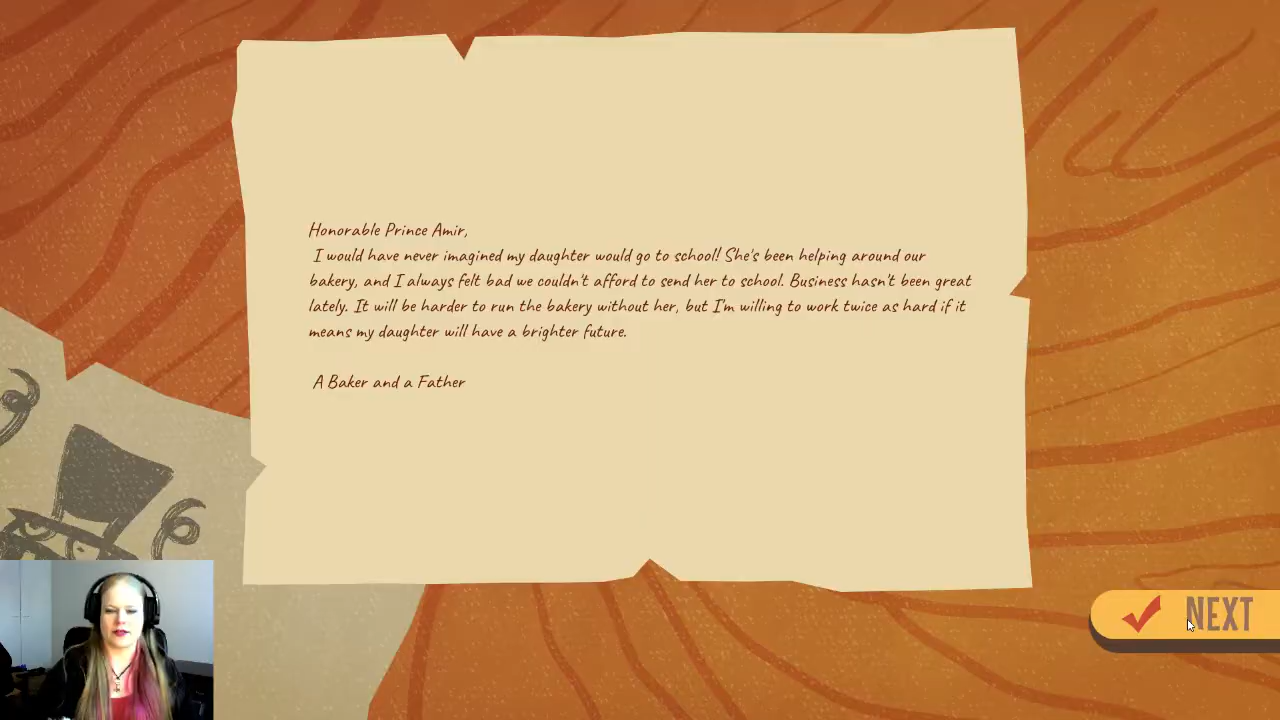 Honorable Prince Amir,
I would have never imagined my daughter would go to school! She's been helping around our
bakery, and I always felt bad we couldn't afford to send her to school. Business hasn't been great
lately. It will be harder to run the bakery without her, but I'm willing to work twice as hard if it
means my daughter will have a brighter future.
A Baker and a Father
NEXT